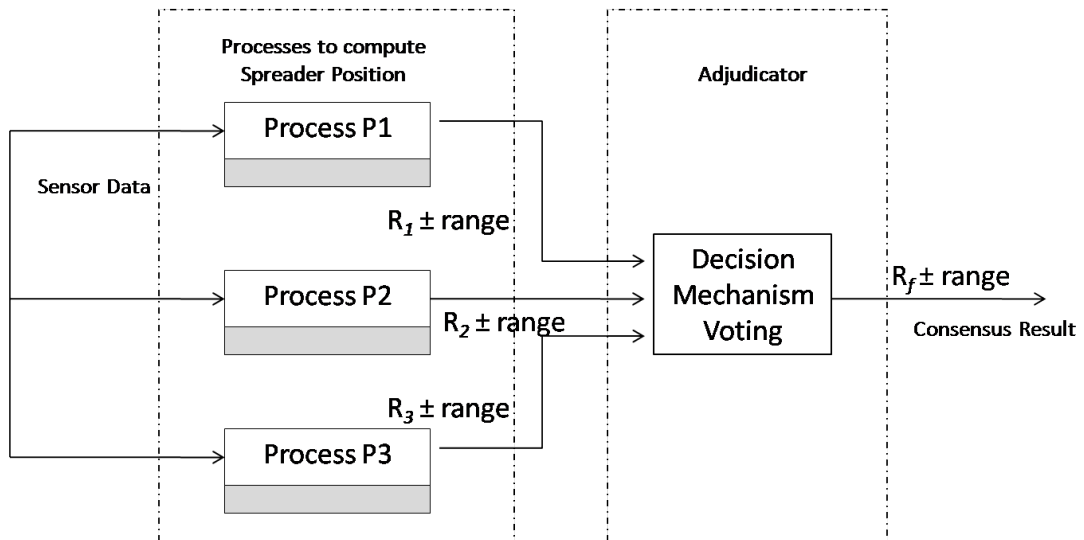 Processes to compute
Spreader Position
Adjudicator
Process P1
Sensor Data
R1 ± range
Process P2
R2 ± range
Decision
Mechanism
Voting
Rf ± range
Consensus Result
R3 ± range
Process P3